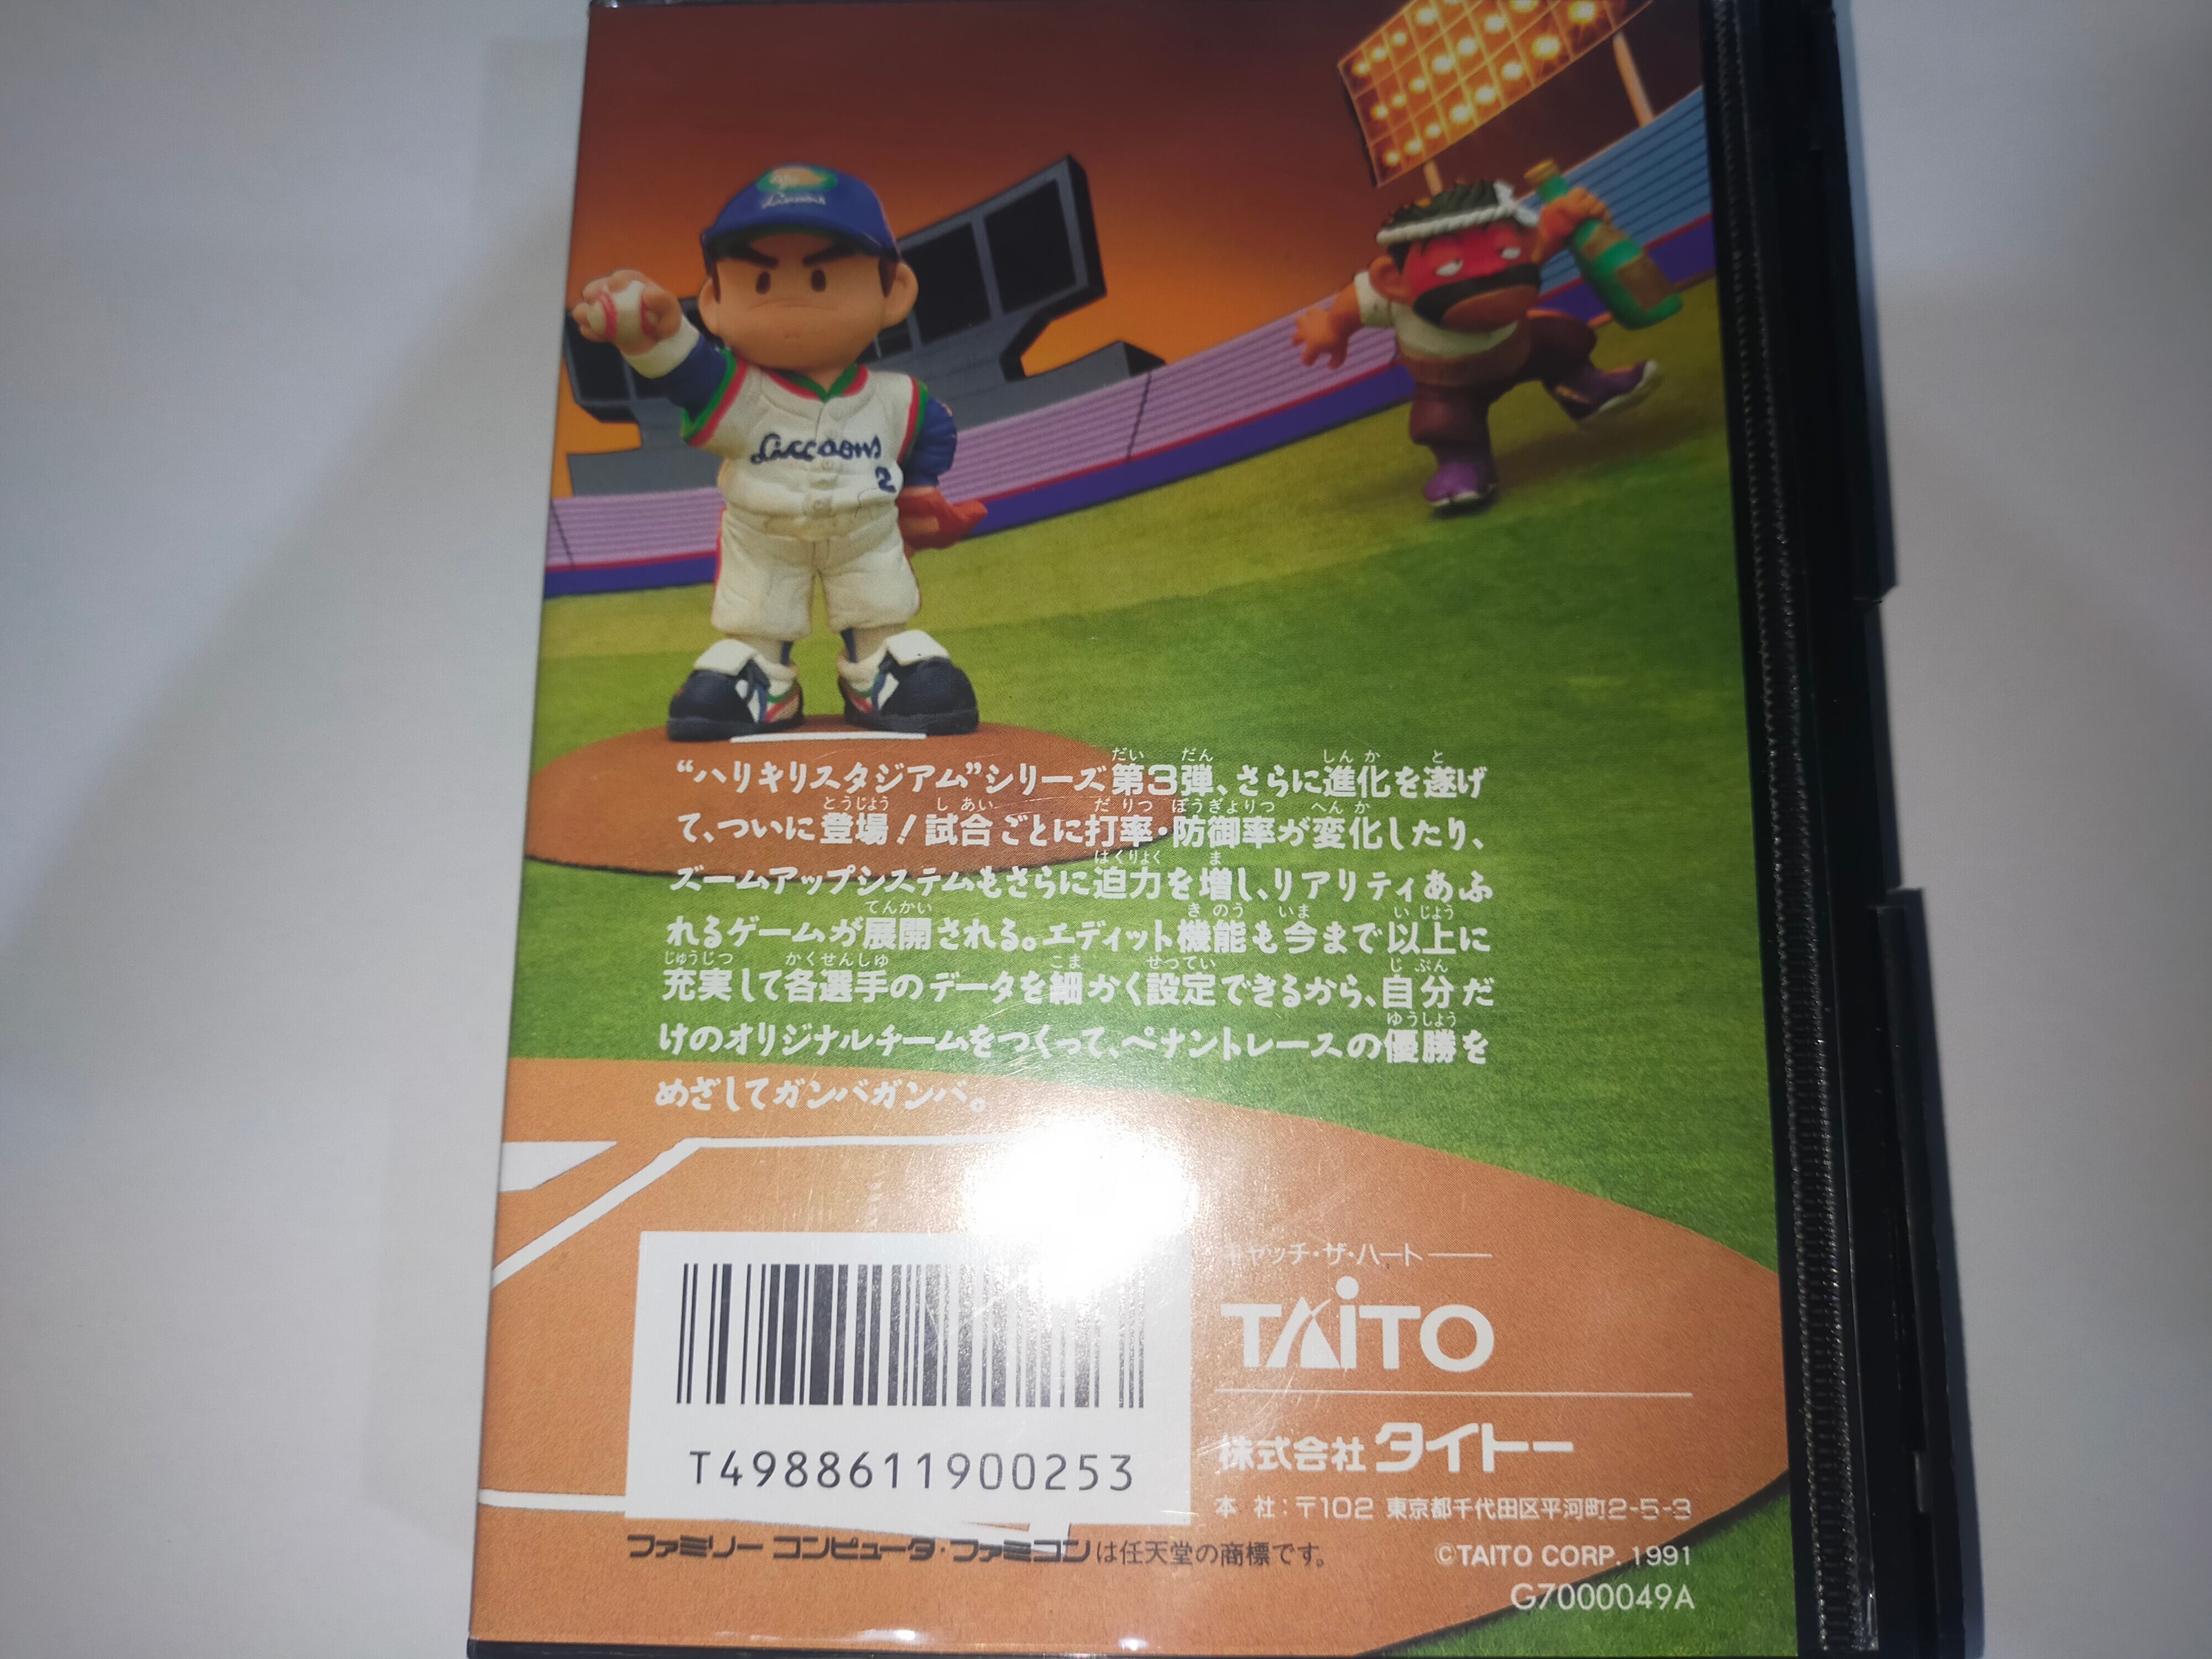 Liccaons
2
“ハリキリスタジアム”シリーズ第3弾、さらに進化を遂げ
て、ついに登場！試合ごとに打率・防御率が変化したり、
ズームアップシステムもさらに迫力を増し、リアリティあふ
れるゲームが展開される。エディット機能も今まで以上に
充実して各選手のデータを細かく設定できるから、自分だ
けのオリジナルチームをつくって、ペナントレースの優勝を
めざしてガンバガンバ。
キャッチ・ザ・ハート
TAITO
株式会社タイトー
本 社：〒102 東京都千代田区平河町2-5-3
T4988611900253
ファミリーコンピュータ・ファミコンは任天堂の商標です。
©TAITO CORP. 1991
G7000049A